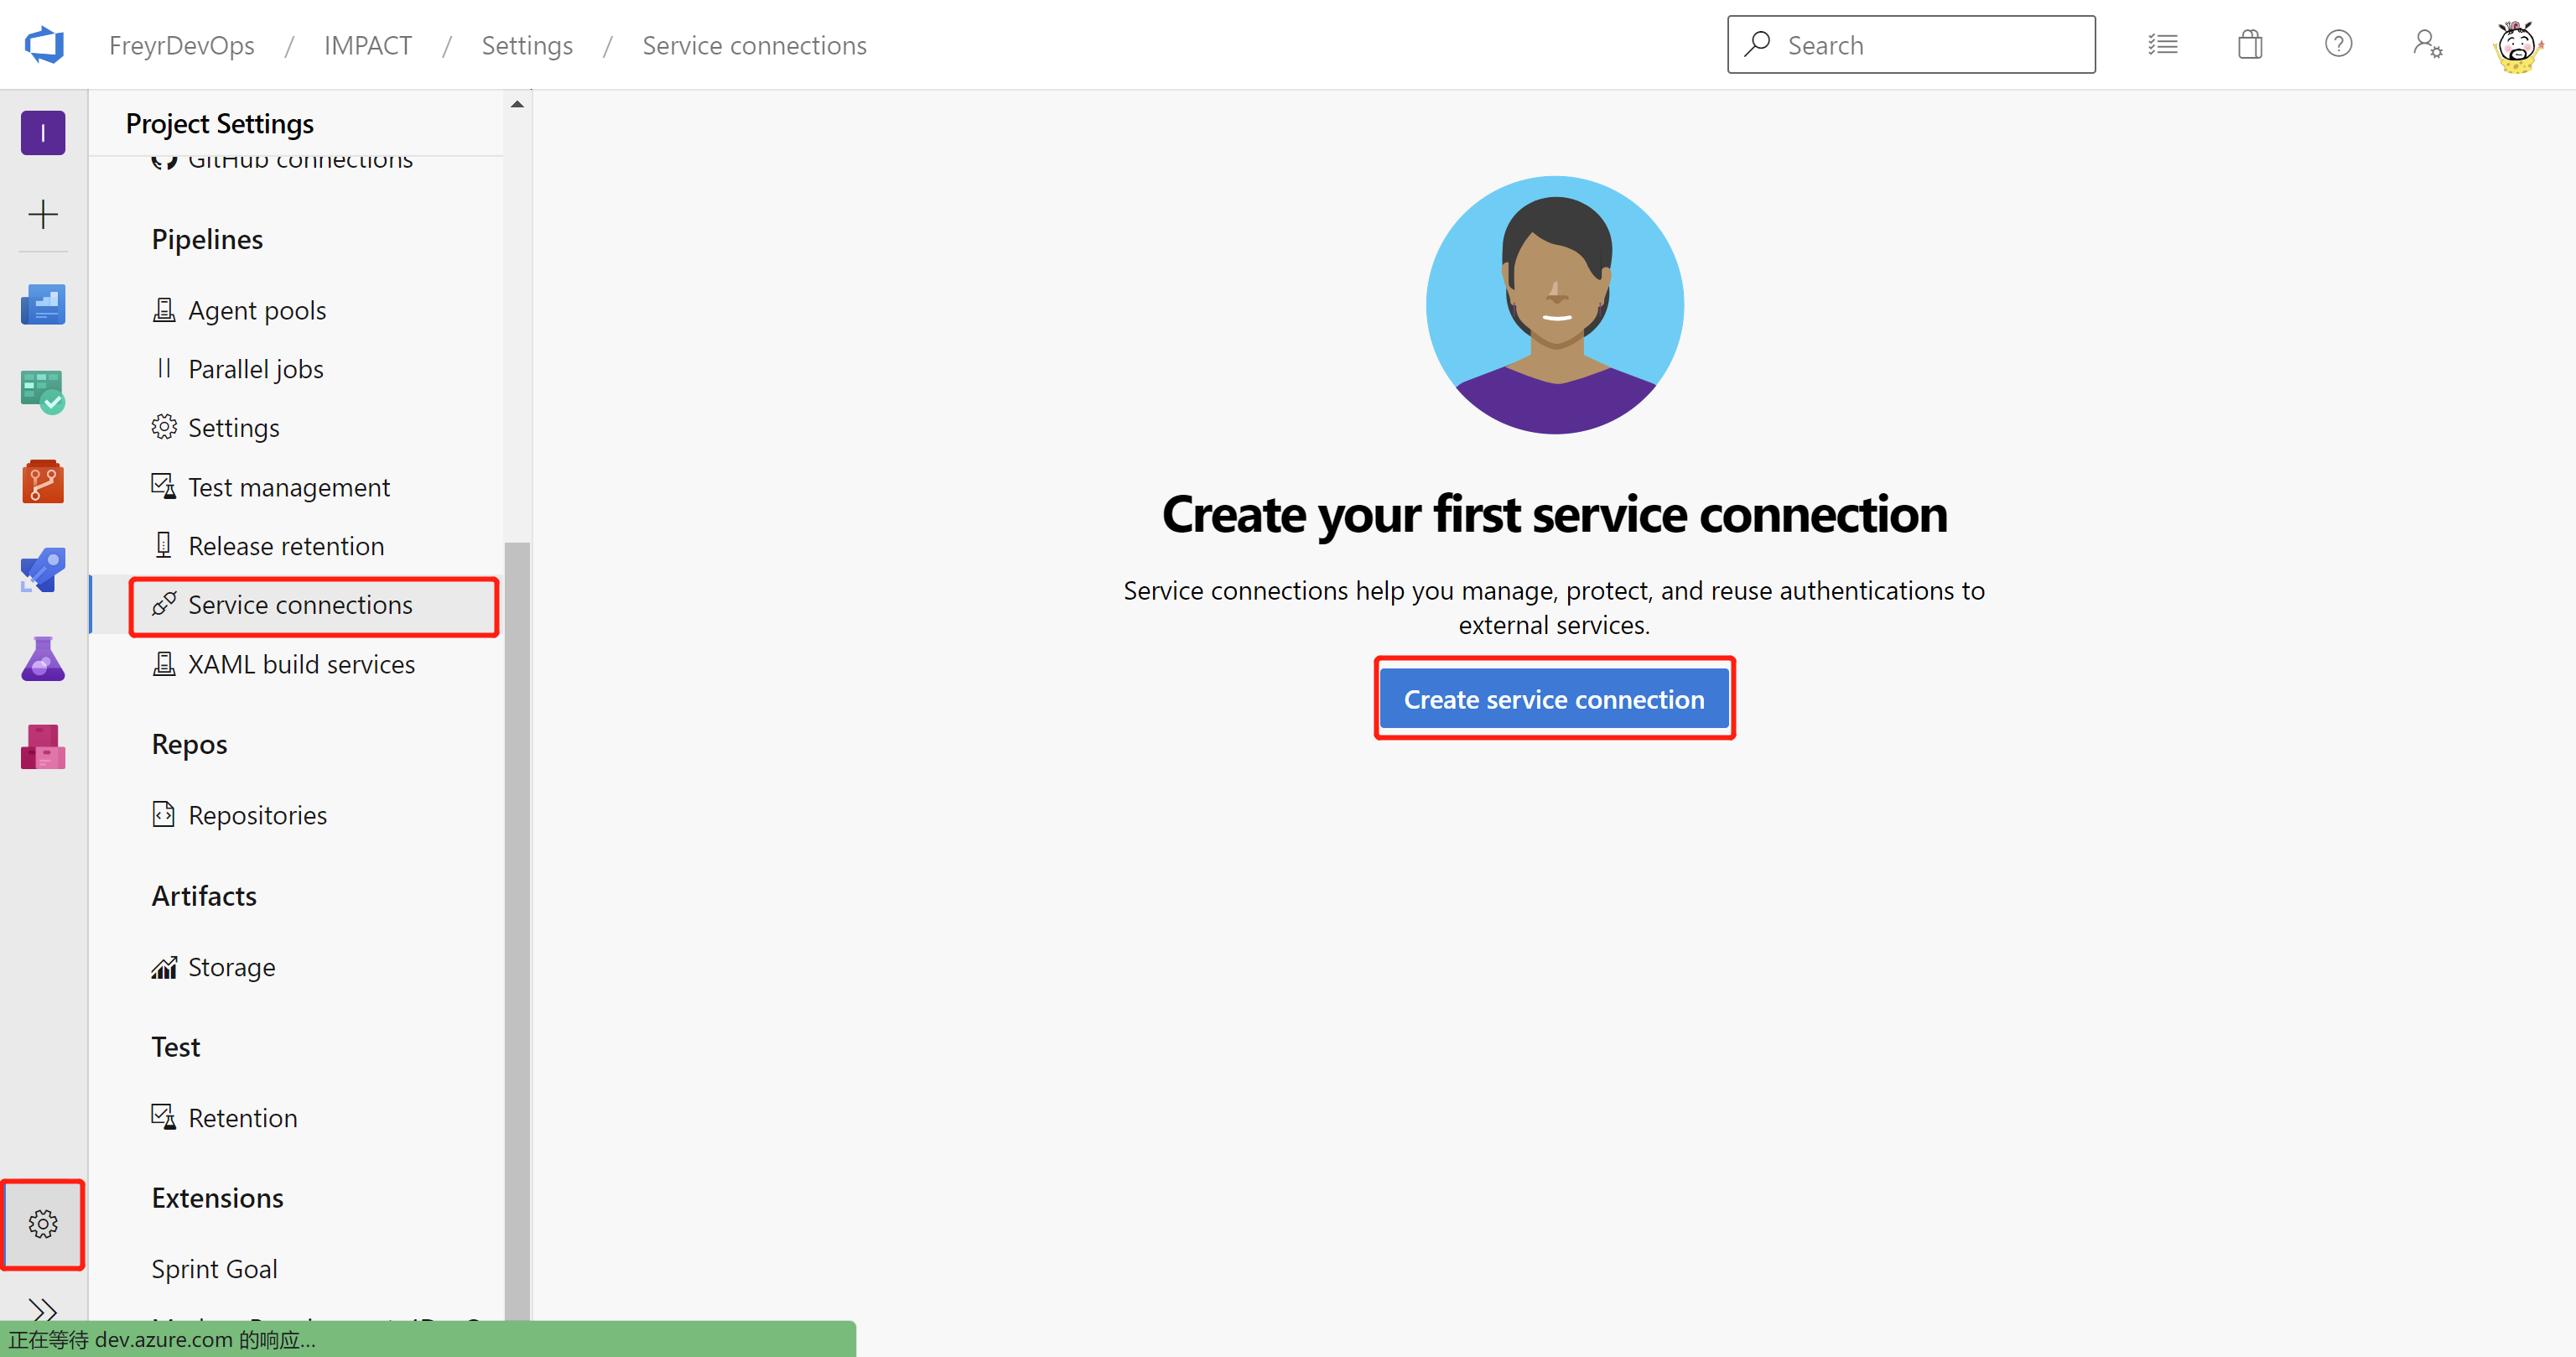 FreyrDevOps / IMPACT / Settings / Service connections
Search
I
Project Settings
GitHub connections
Pipelines
Agent pools
Parallel jobs
Settings
Test management
Release retention
Service connections
XAML build services
Repos
Repositories
Artifacts
Storage
Test
Retention
Extensions
Sprint Goal
Create your first service connection
Service connections help you manage, protect, and reuse authentications to
external services.
Create service connection
正在等待 dev.azure.com 的响应...